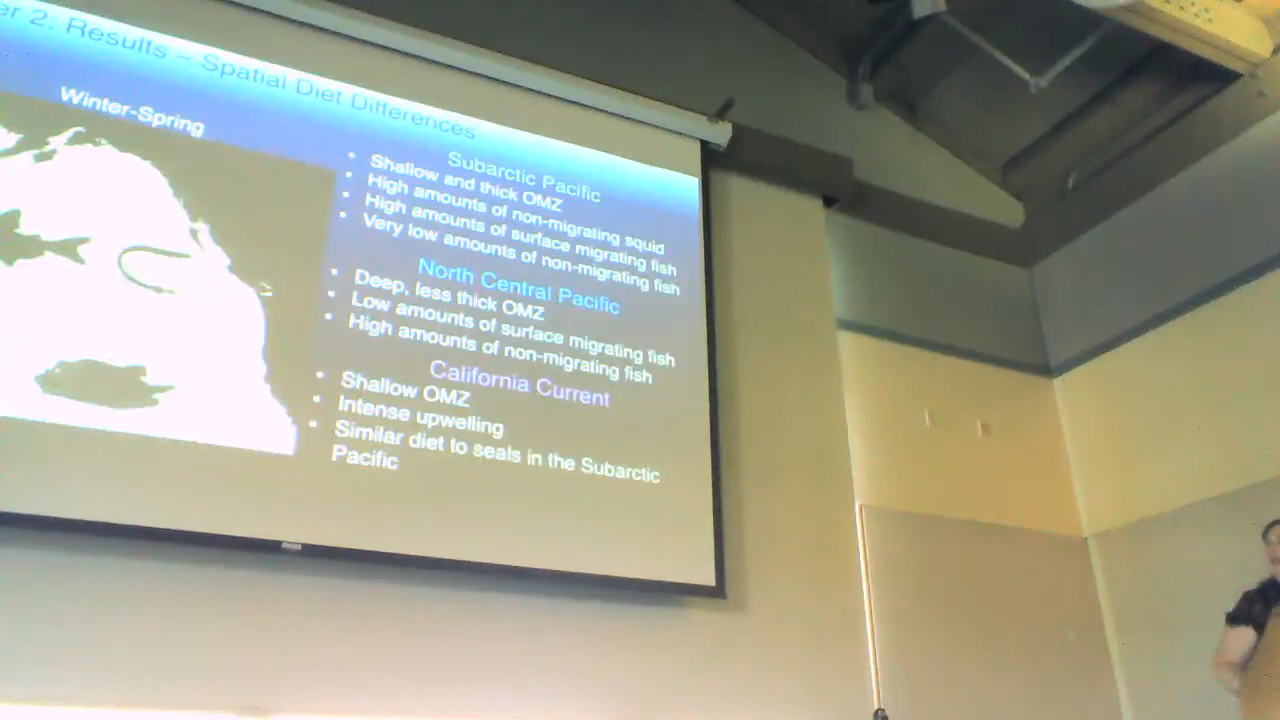 er 2: Results – Spatial Diet Differences
Winter-Spring
Subarctic Pacific
• Shallow and thick OMZ
• High amounts of non-migrating squid
• High amounts of surface migrating fish
• Very low amounts of non-migrating fish
North Central Pacific
• Deep, less thick OMZ
• Low amounts of surface migrating fish
• High amounts of non-migrating fish
California Current
• Shallow OMZ
• Intense upwelling
• Similar diet to seals in the Subarctic
Pacific